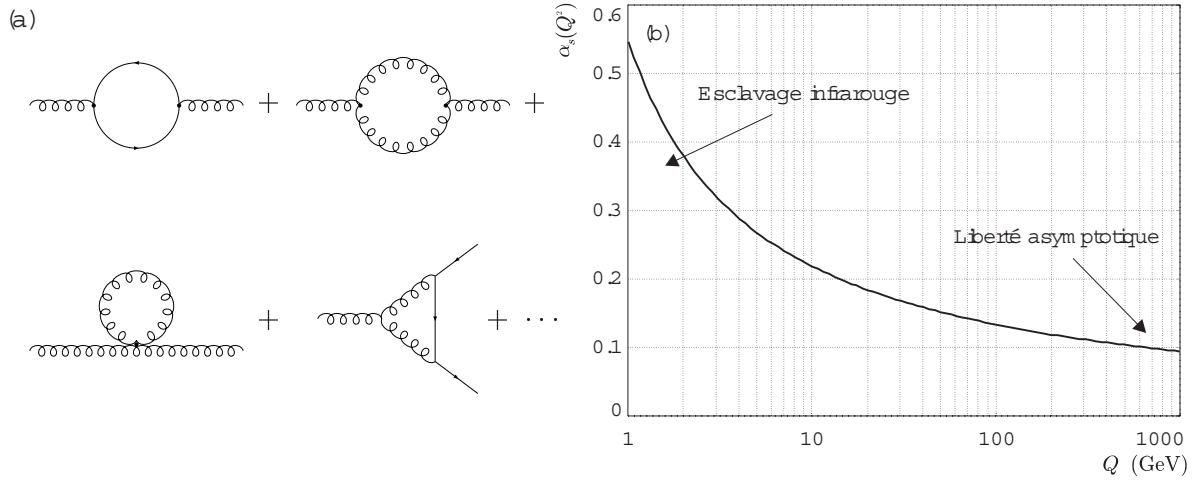 (a)
+
+
+
+ ...
(b)
α_s(Q²)
0.6
0.5
0.4
0.3
0.2
0.1
0
Esclavage infrarouge
Liberté asymptotique
1
10
100
1000
Q (GeV)